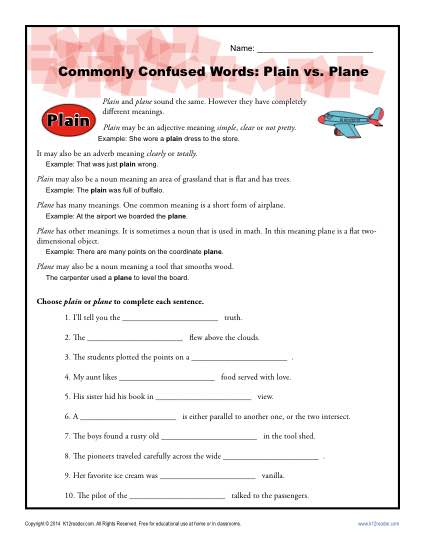 Name: ____________________________
Commonly Confused Words: Plain vs. Plane
Plain
Plain and plane sound the same. However they have completely
different meanings.
Plain may be an adjective meaning simple, clear or not pretty.
Example: She wore a plain dress to the store.
It may also be an adverb meaning clearly or totally.
Example: That was just plain wrong.
Plain may also be a noun meaning an area of grassland that is flat and has trees.
Example: The plain was full of buffalo.
Plane has many meanings. One common meaning is a short form of airplane.
Example: At the airport we boarded the plane.
Plane has other meanings. It is sometimes a noun that is used in math. In this meaning plane is a flat two-
dimensional object.
Example: There are many points on the coordinate plane.
Plane may also be a noun meaning a tool that smooths wood.
The carpenter used a plane to level the board.
Choose plain or plane to complete each sentence.
1. I'll tell you the ______________________ truth.
2. The ______________________ flew above the clouds.
3. The students plotted the points on a ______________________ .
4. My aunt likes ______________________ food served with love.
5. His sister hid his book in ______________________ view.
6. A ______________________ is either parallel to another one, or the two intersect.
7. The boys found a rusty old ______________________ in the tool shed.
8. The pioneers traveled carefully across the wide ______________________ .
9. Her favorite ice cream was ______________________ vanilla.
10. The pilot of the ______________________ talked to the passengers.
Copyright © 2014 K12reader.com. All Rights Reserved. Free for educational use at home or in classrooms.
www.k12reader.com